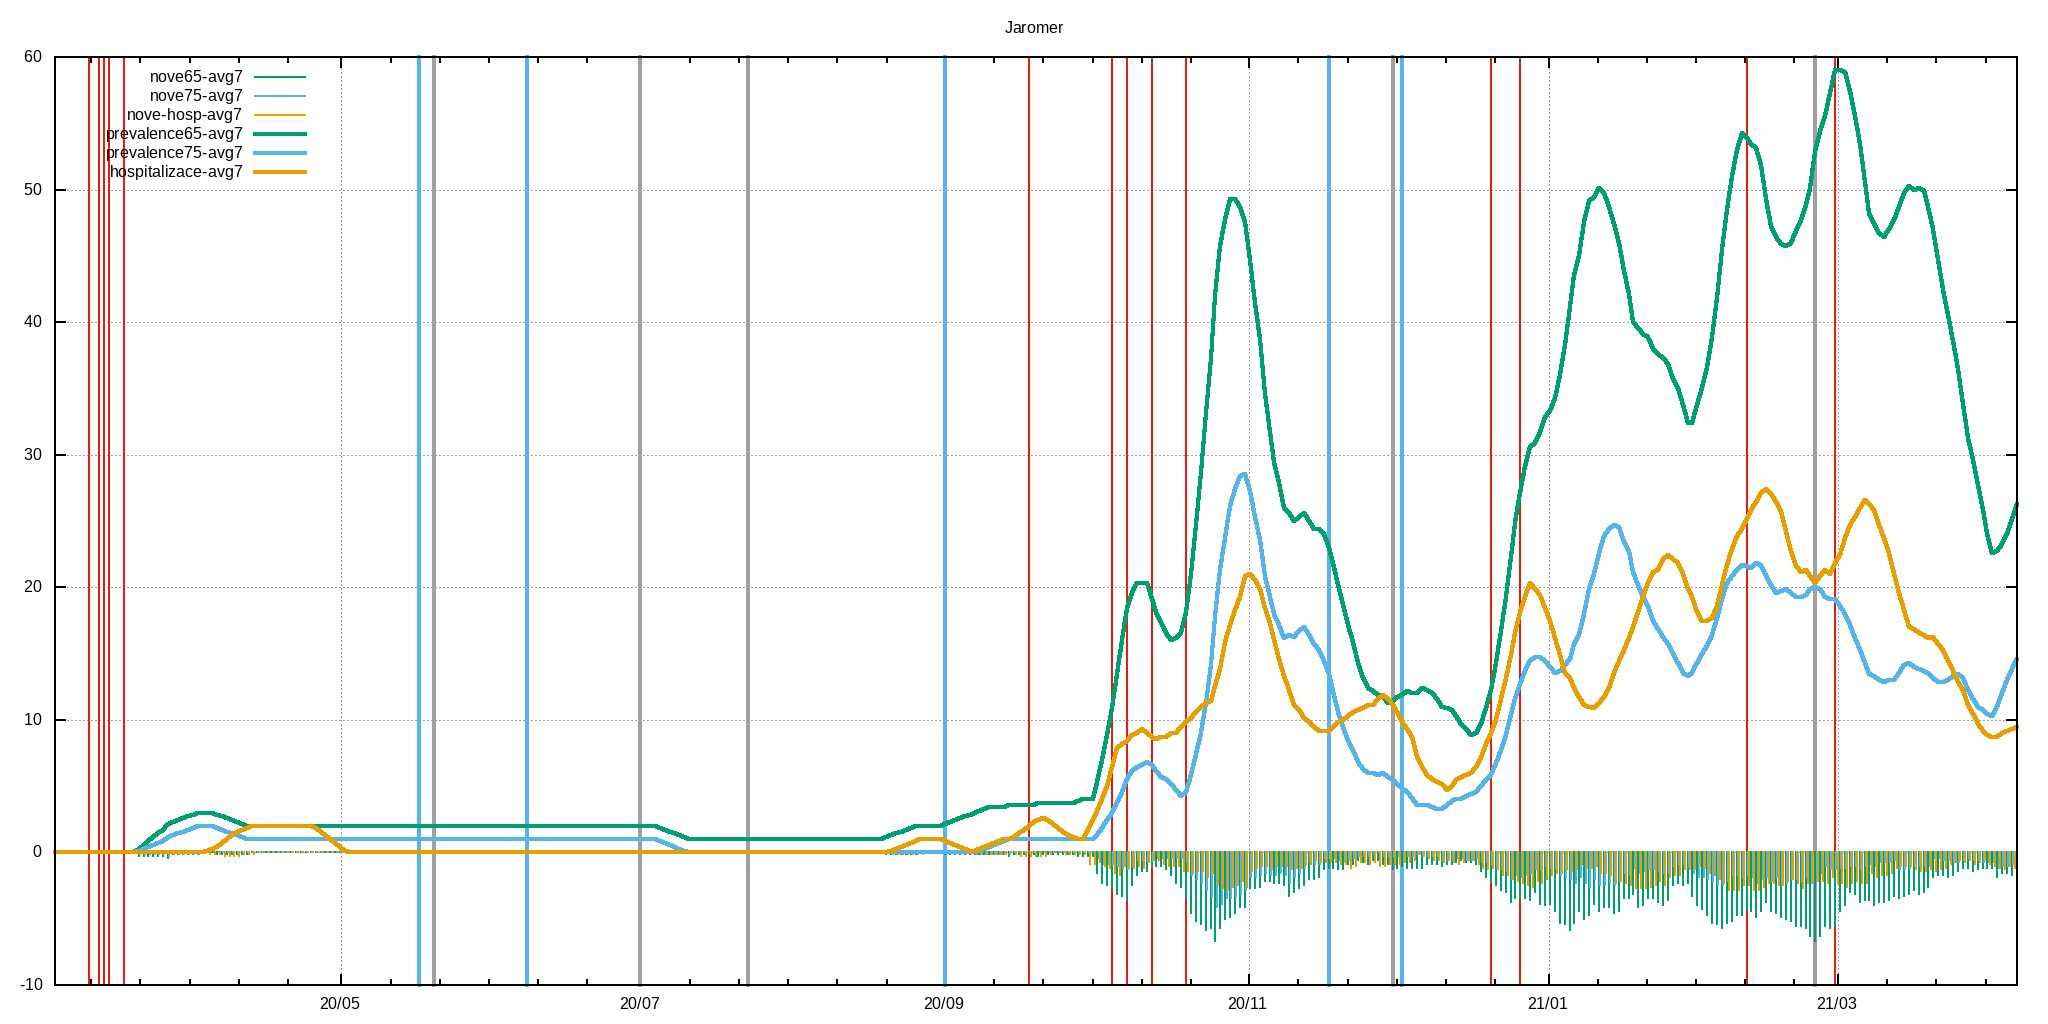 Jaromer
60
nove65-avg7
nove75-avg7
nove-hosp-avg7
prevalence65-avg7
prevalence75-avg7
hospitalizace-avg7
50
40
30
20
10
0
-10
20/05 20/07 20/09 20/11 21/01 21/03